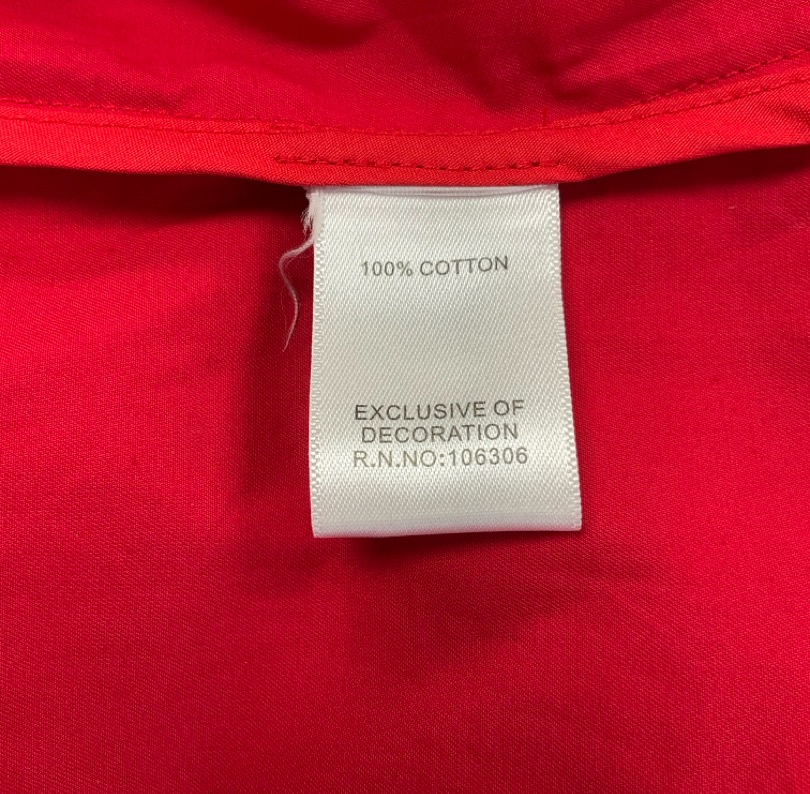 100% COTTON
EXCLUSIVE OF
DECORATION
R.N.NO:106306